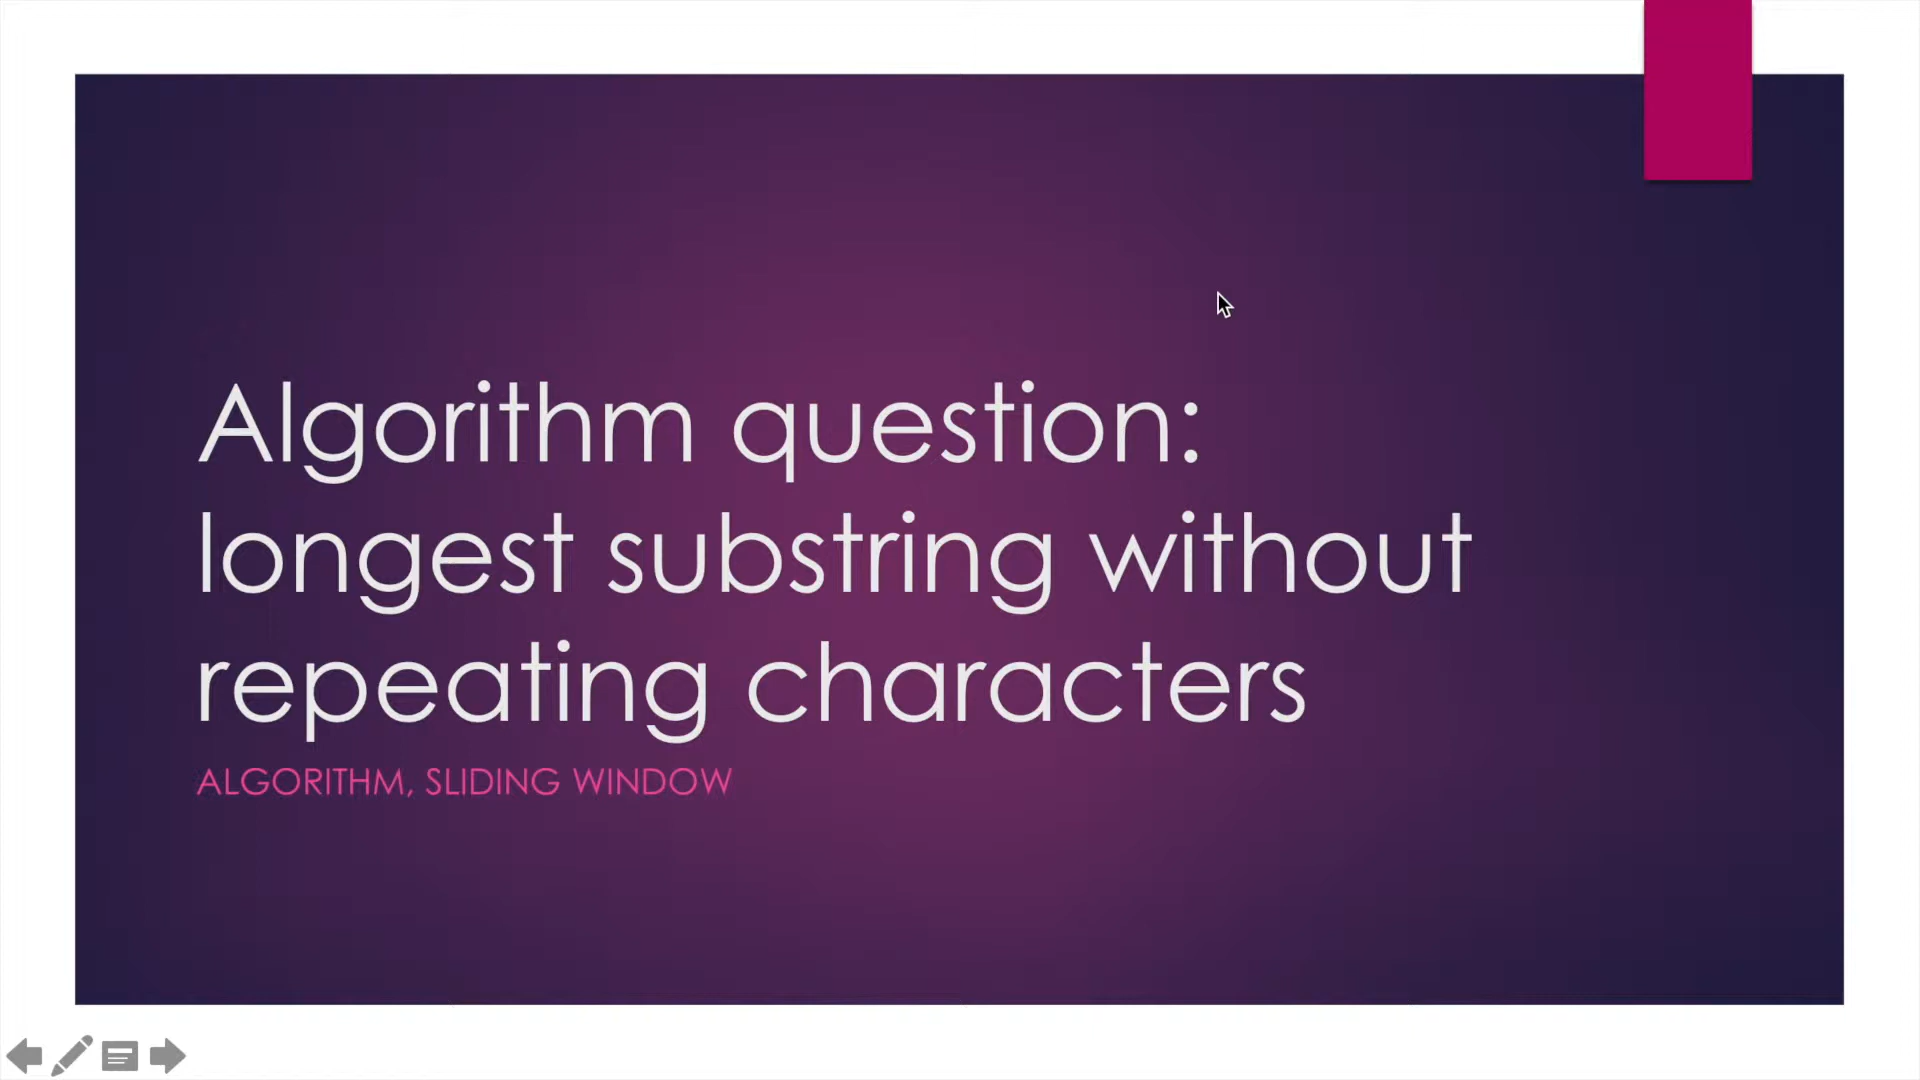 Algorithm question:
longest substring without
repeating characters
ALGORITHM, SLIDING WINDOW